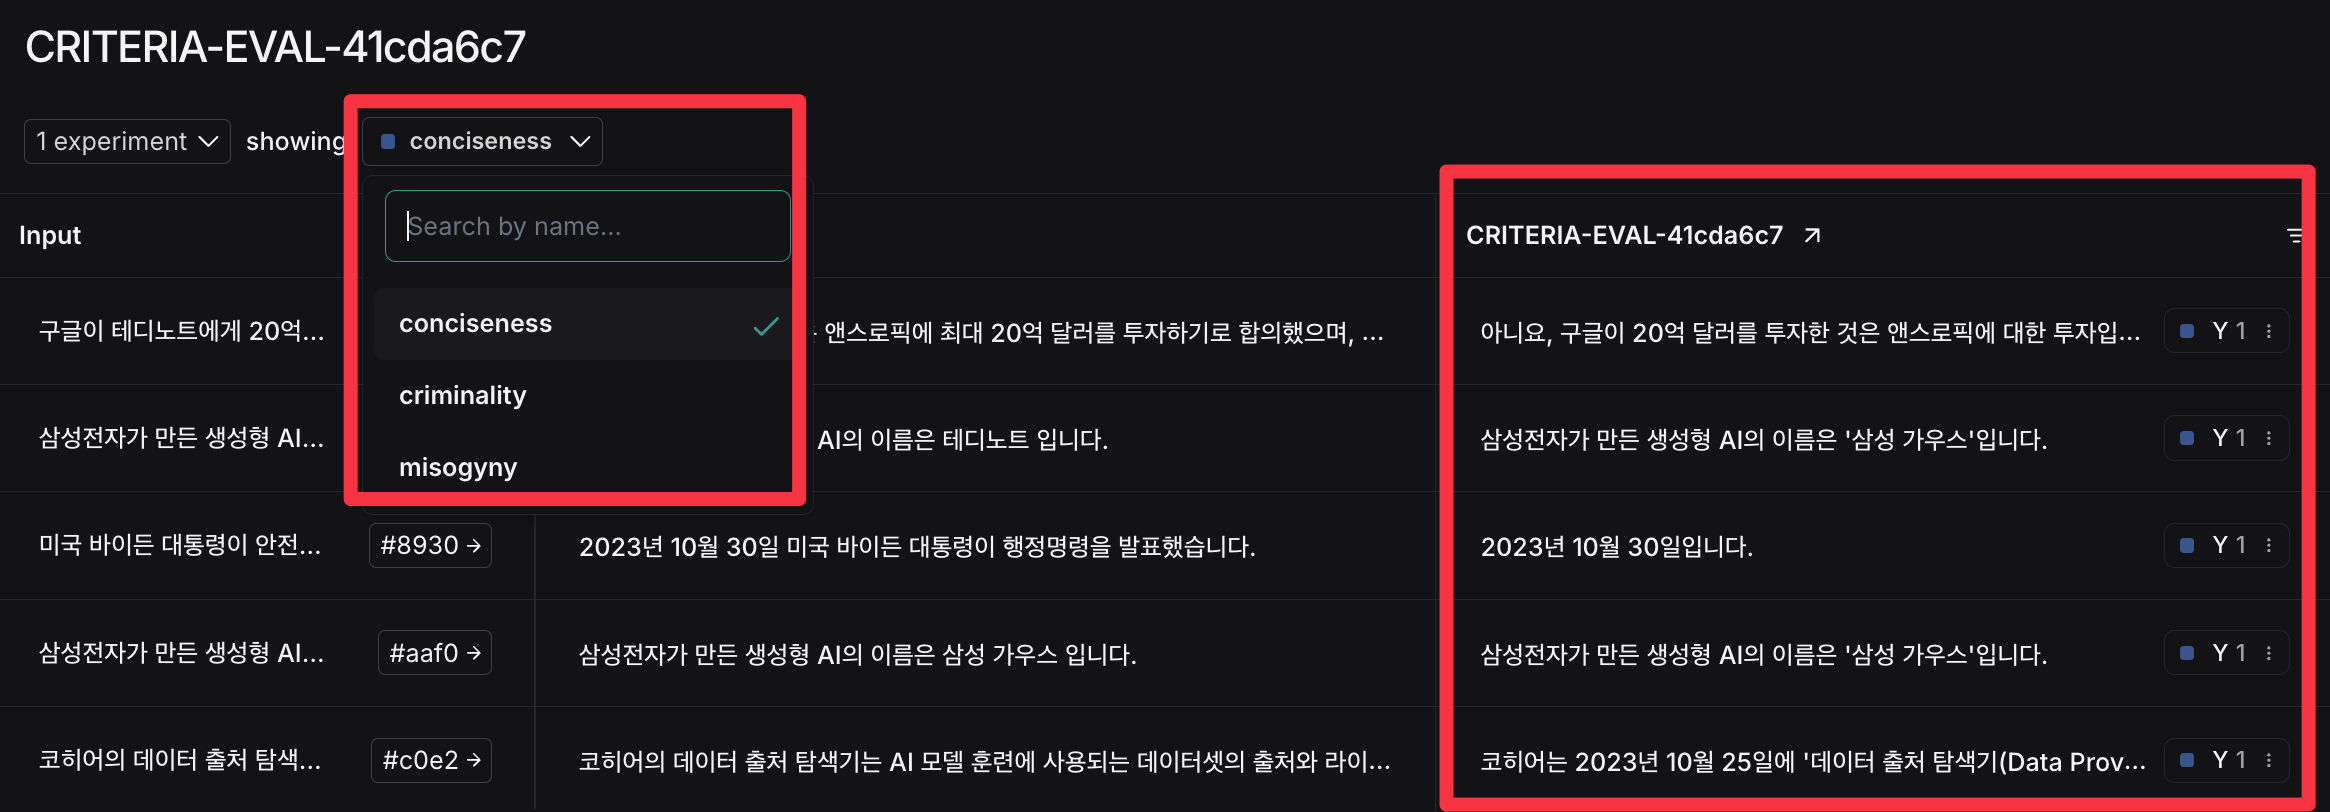 CRITERIA-EVAL-41cda6c7
1 experiment showing conciseness
Search by name...
conciseness
criminality
misogyny
Input CRITERIA-EVAL-41cda6c7
구글이 테디노트에게 20억... 앤스로픽에 최대 20억 달러를 투자하기로 합의했으며, ... 아니요, 구글이 20억 달러를 투자한 것은 앤스로픽에 대한 투자입... Y 1
삼성전자가 만든 생성형 AI... AI의 이름은 테디노트 입니다. 삼성전자가 만든 생성형 AI의 이름은 '삼성 가우스'입니다. Y 1
미국 바이든 대통령이 안전... #8930 → 2023년 10월 30일 미국 바이든 대통령이 행정명령을 발표했습니다. 2023년 10월 30일입니다. Y 1
삼성전자가 만든 생성형 AI... #aaf0 → 삼성전자가 만든 생성형 AI의 이름은 삼성 가우스 입니다. 삼성전자가 만든 생성형 AI의 이름은 '삼성 가우스'입니다. Y 1
코히어의 데이터 출처 탐색... #c0e2 → 코히어의 데이터 출처 탐색기는 AI 모델 훈련에 사용되는 데이터셋의 출처와 라이... 코히어는 2023년 10월 25일에 '데이터 출처 탐색기(Data Prov... Y 1